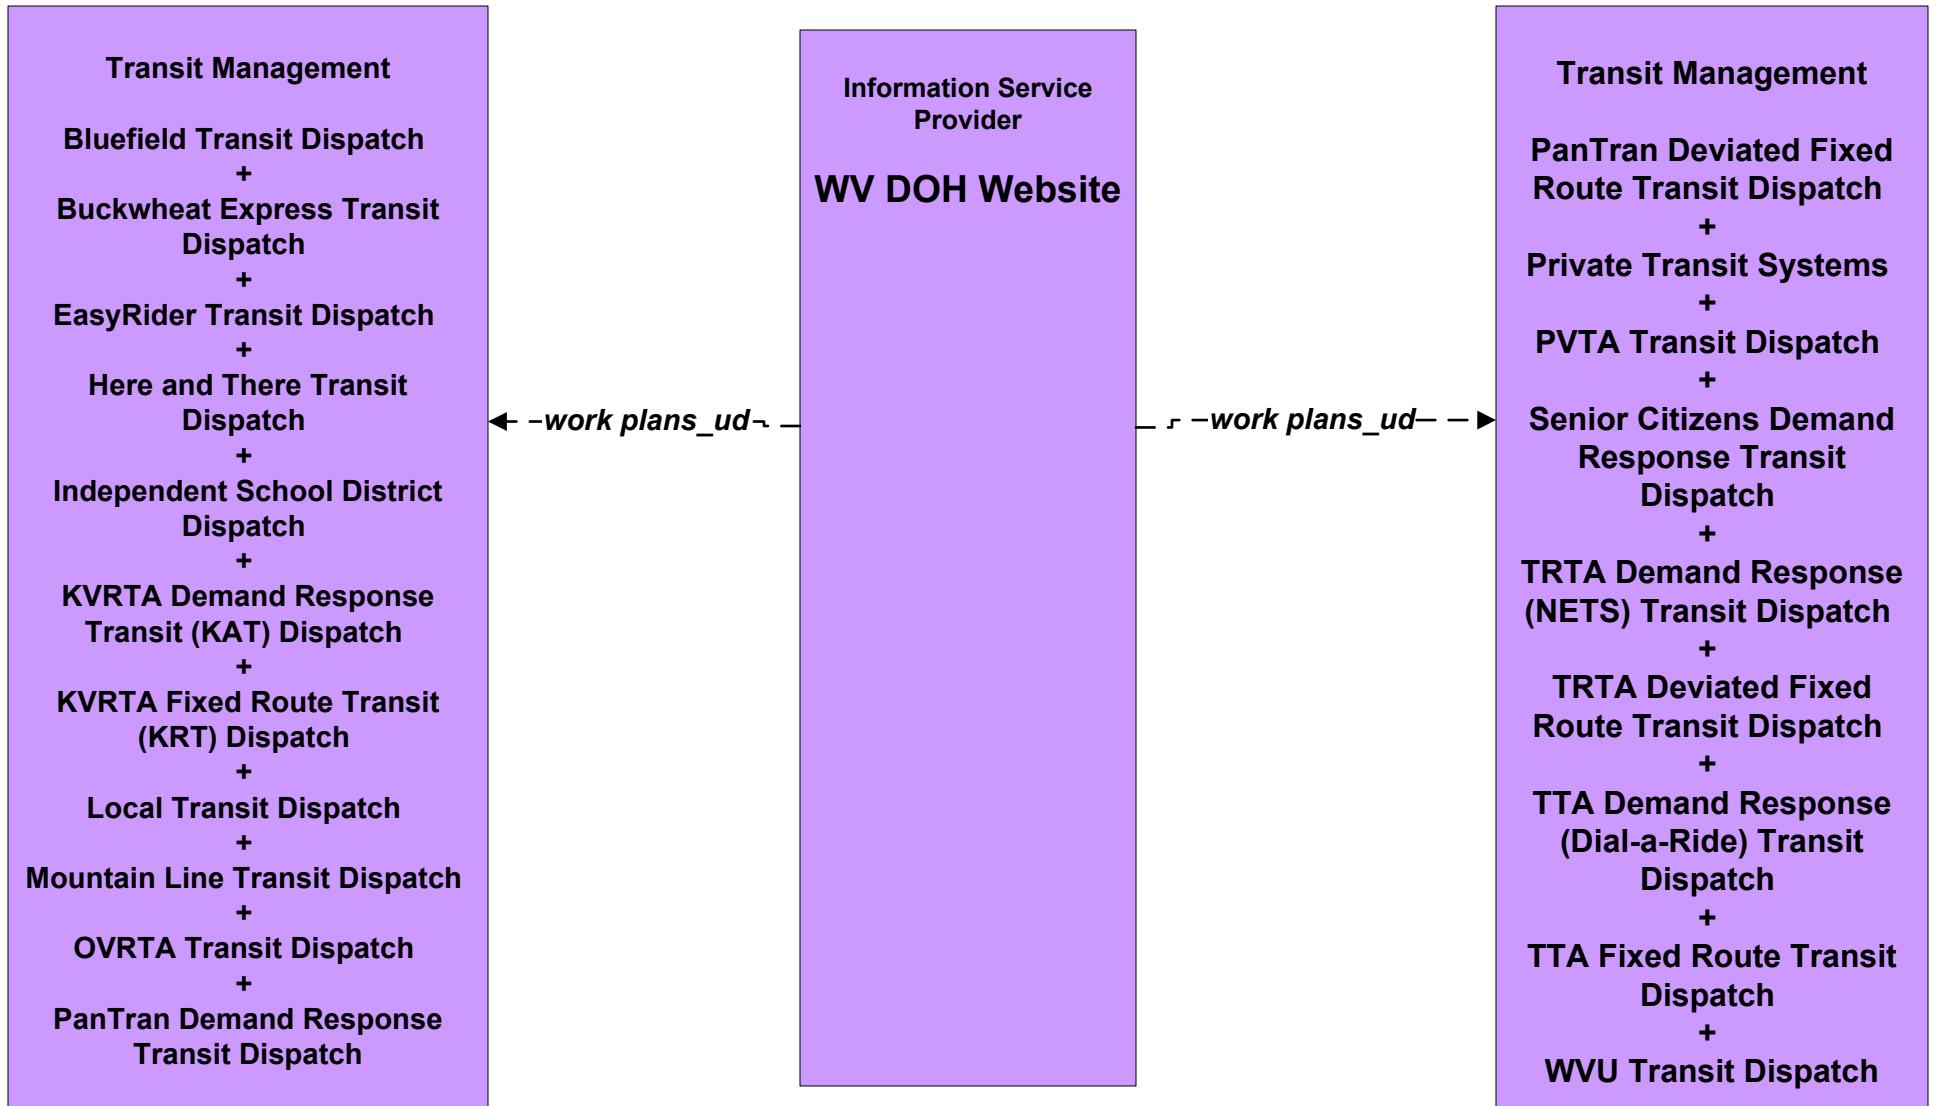 Transit Management
Bluefield Transit Dispatch
+
Buckwheat Express Transit
Dispatch
+
EasyRider Transit Dispatch
+
Here and There Transit
Dispatch
+
Independent School District
Dispatch
+
KVRTA Demand Response
Transit (KAT) Dispatch
+
KVRTA Fixed Route Transit
(KRT) Dispatch
+
Local Transit Dispatch
+
Mountain Line Transit Dispatch
+
OVRTA Transit Dispatch
+
PanTran Demand Response
Transit Dispatch
work plans_ud
Information Service
Provider
WV DOH Website
work plans_ud
Transit Management
PanTran Deviated Fixed
Route Transit Dispatch
+
Private Transit Systems
+
PVTA Transit Dispatch
+
Senior Citizens Demand
Response Transit
Dispatch
+
TRTA Demand Response
(NETS) Transit Dispatch
+
TRTA Deviated Fixed
Route Transit Dispatch
+
TTA Demand Response
(Dial-a-Ride) Transit
Dispatch
+
TTA Fixed Route Transit
Dispatch
+
WVU Transit Dispatch